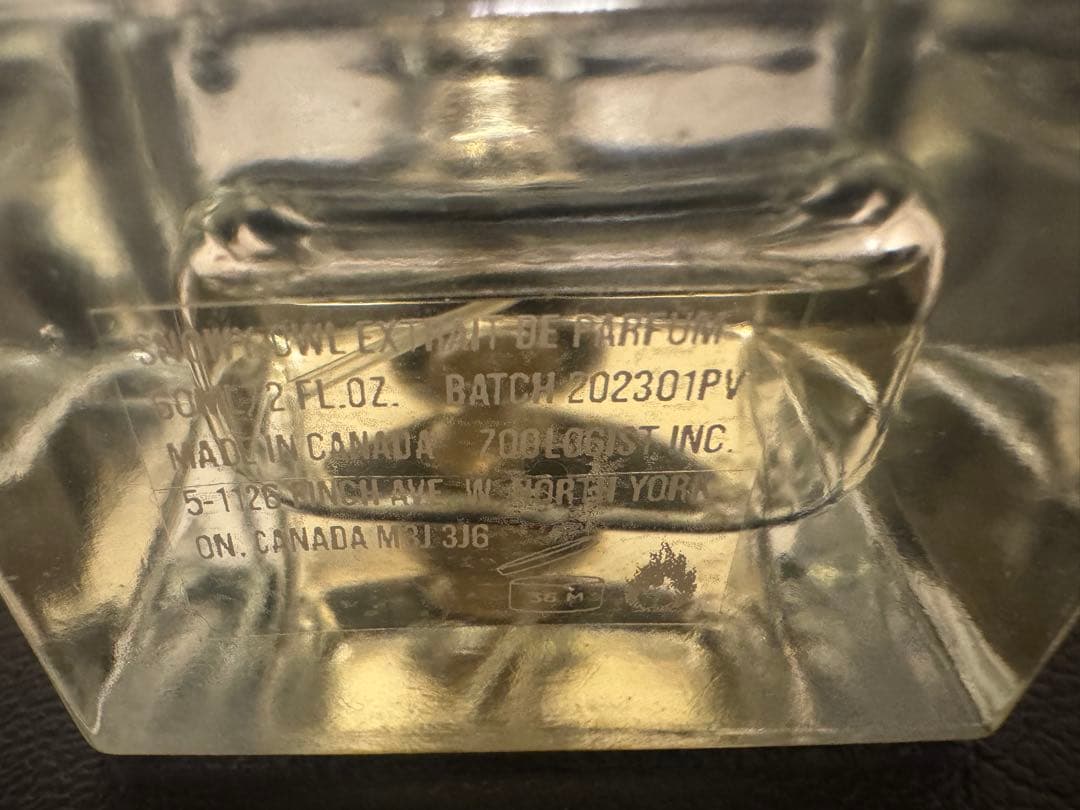 SNOWY OWL EXTRAIT DE PARFUM
60ML/2 FL.OZ. BATCH 202301PV
MADE IN CANADA ZOOLOGIST INC.
5-1126 FINCH AVE. W. NORTH YORK
ON. CANADA M3J 3J6
36 M